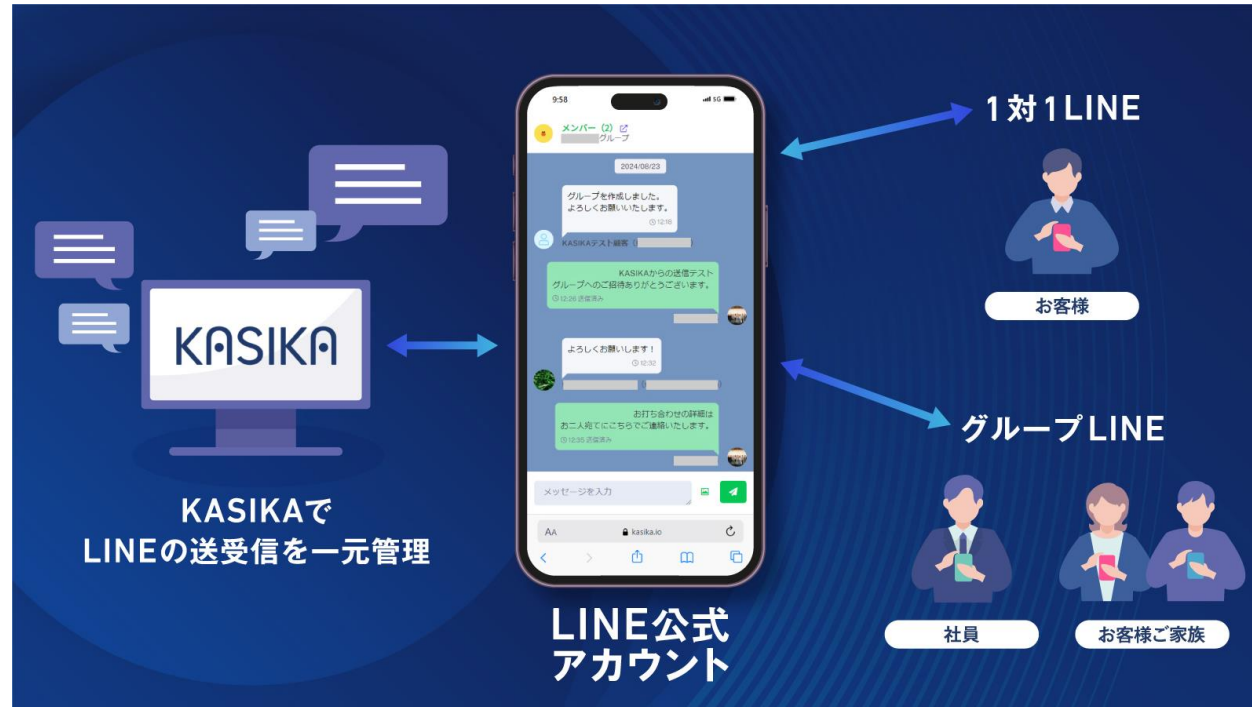 KASIKA
KASIKAで
LINEの送受信を一元管理
9:58
5G
メンバー (2)
グループ
2024/08/23
グループを作成しました。
よろしくお願いいたします。
12:16
KASIKAテスト顧客 (
)
KASIKAからの送信テスト
グループへのご招待ありがとうございます。
12:26 送信済み
よろしくお願いします！
12:32
(
)
お打ち合わせの詳細は
お二人宛てにこちらでご連絡いたします。
12:35 送信済み
メッセージを入力
AA
kasika.io
LINE公式
アカウント
1対1LINE
お客様
グループLINE
社員
お客様ご家族